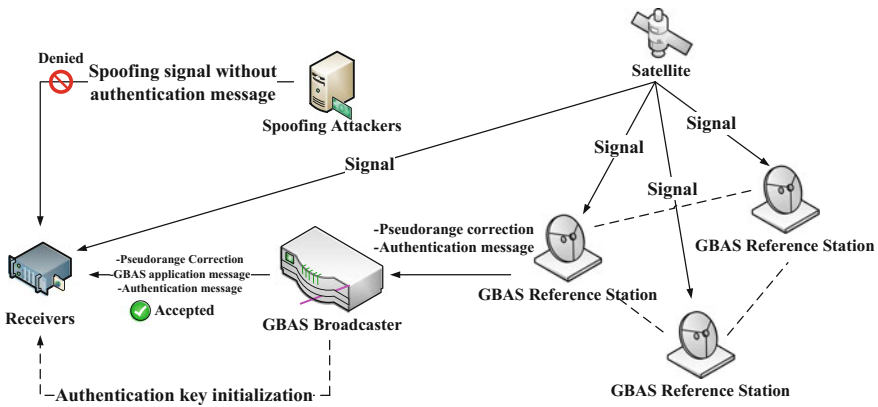 Denied
Spoofing signal without
authentication message
Spoofing Attackers
Satellite
Signal
Signal
Signal
Signal
-Pseudorange correction
-Authentication message
GBAS Reference Station
GBAS Reference Station
GBAS Reference Station
-Pseudorange Correction
-GBAS application message
-Authentication message
Accepted
Receivers
GBAS Broadcaster
Authentication key initialization